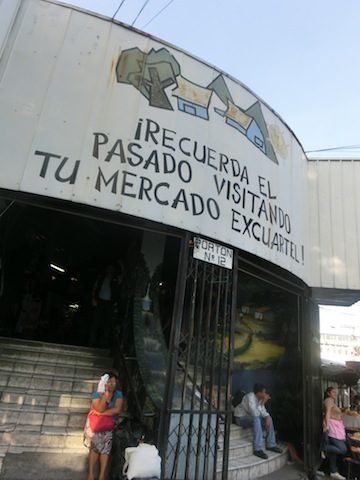 ¡RECUERDA EL
PASADO VISITANDO
TU MERCADO EXCUARTEL!
PORTON
Nº 12